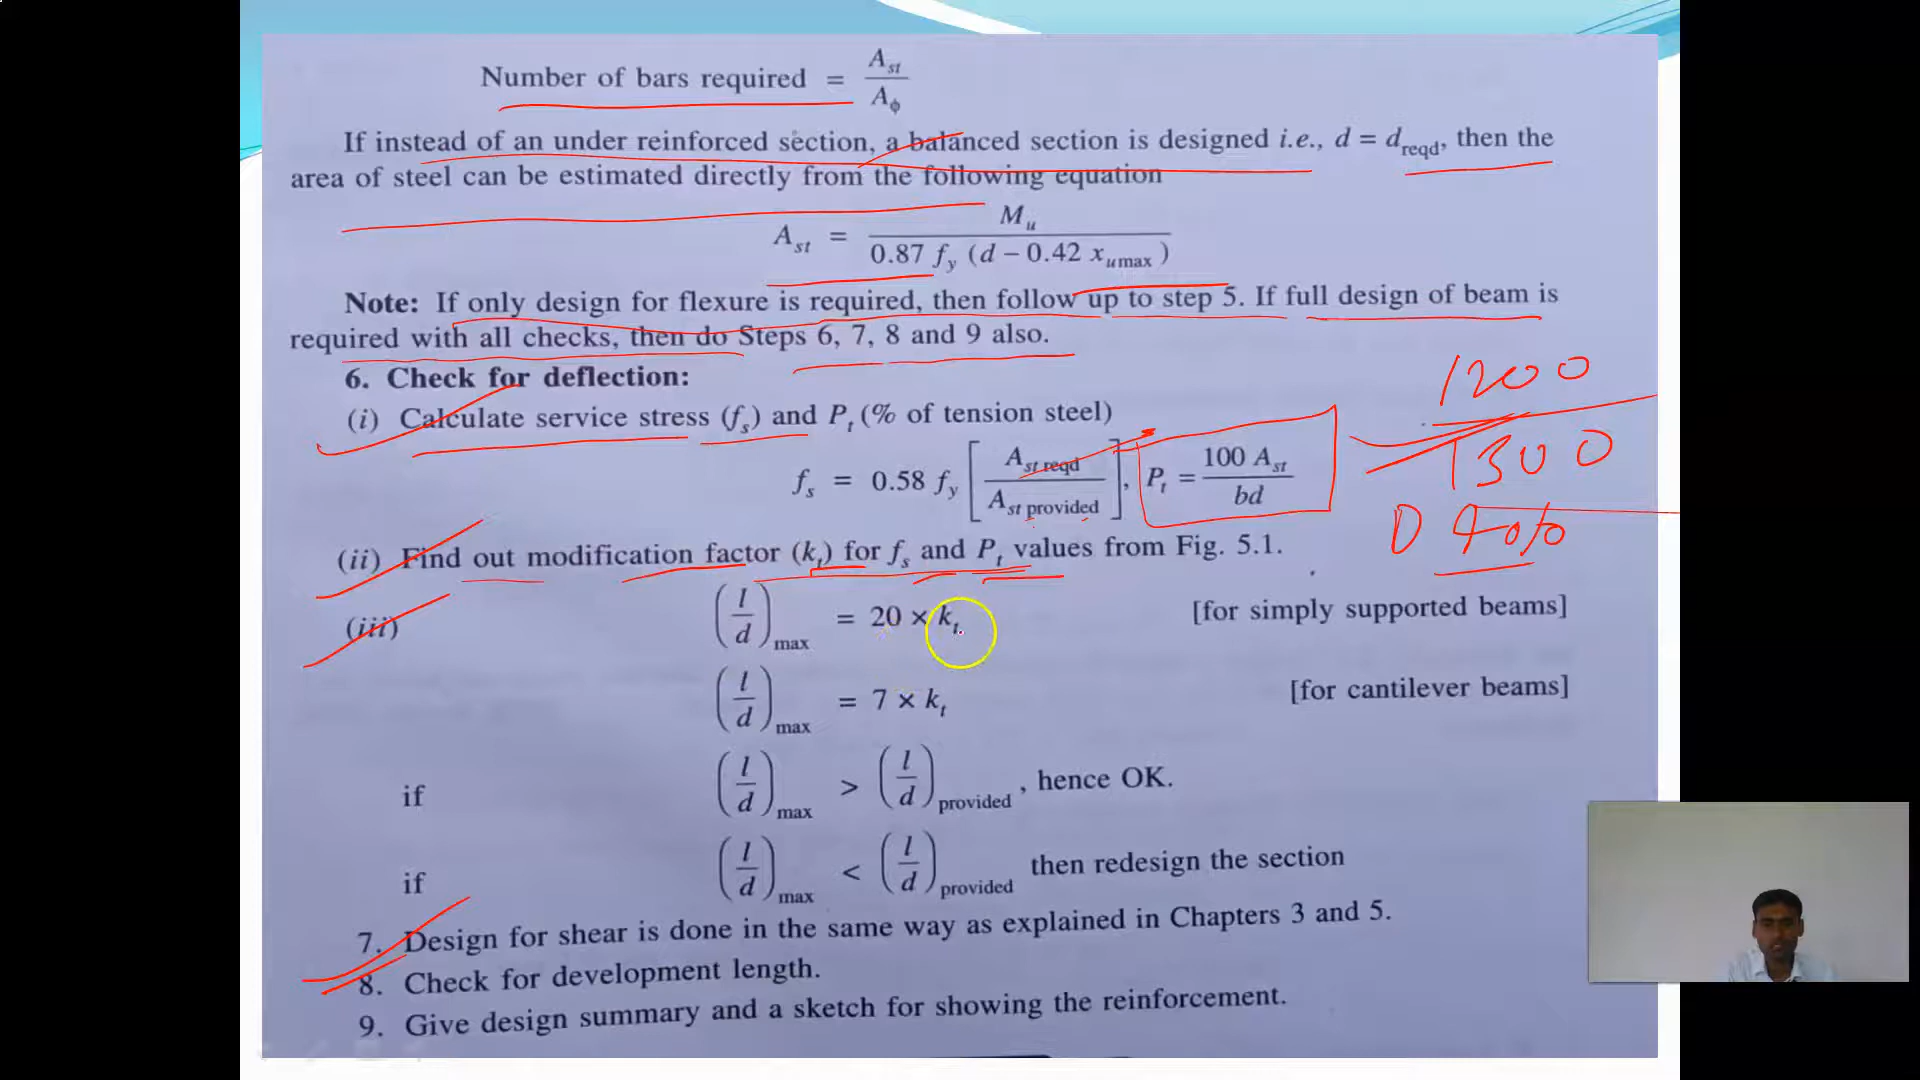 Number of bars required = A_st / A_ϕ
If instead of an under reinforced section, a balanced section is designed i.e., d = d_reqd, then the
area of steel can be estimated directly from the following equation
A_st = M_u / 0.87 f_y (d − 0.42 x_umax)
Note: If only design for flexure is required, then follow up to step 5. If full design of beam is
required with all checks, then do Steps 6, 7, 8 and 9 also.
6. Check for deflection:
(i) Calculate service stress (f_s) and P_t (% of tension steel)
f_s = 0.58 f_y [A_st reqd / A_st provided], P_t = 100 A_st / bd
1200
1300
(ii) Find out modification factor (k_t) for f_s and P_t values from Fig. 5.1.
(iii) (l/d)_max = 20 × k_t [for simply supported beams]
(l/d)_max = 7 × k_t [for cantilever beams]
if (l/d)_max > (l/d)_provided, hence OK.
if (l/d)_max < (l/d)_provided then redesign the section
7. Design for shear is done in the same way as explained in Chapters 3 and 5.
8. Check for development length.
9. Give design summary and a sketch for showing the reinforcement.